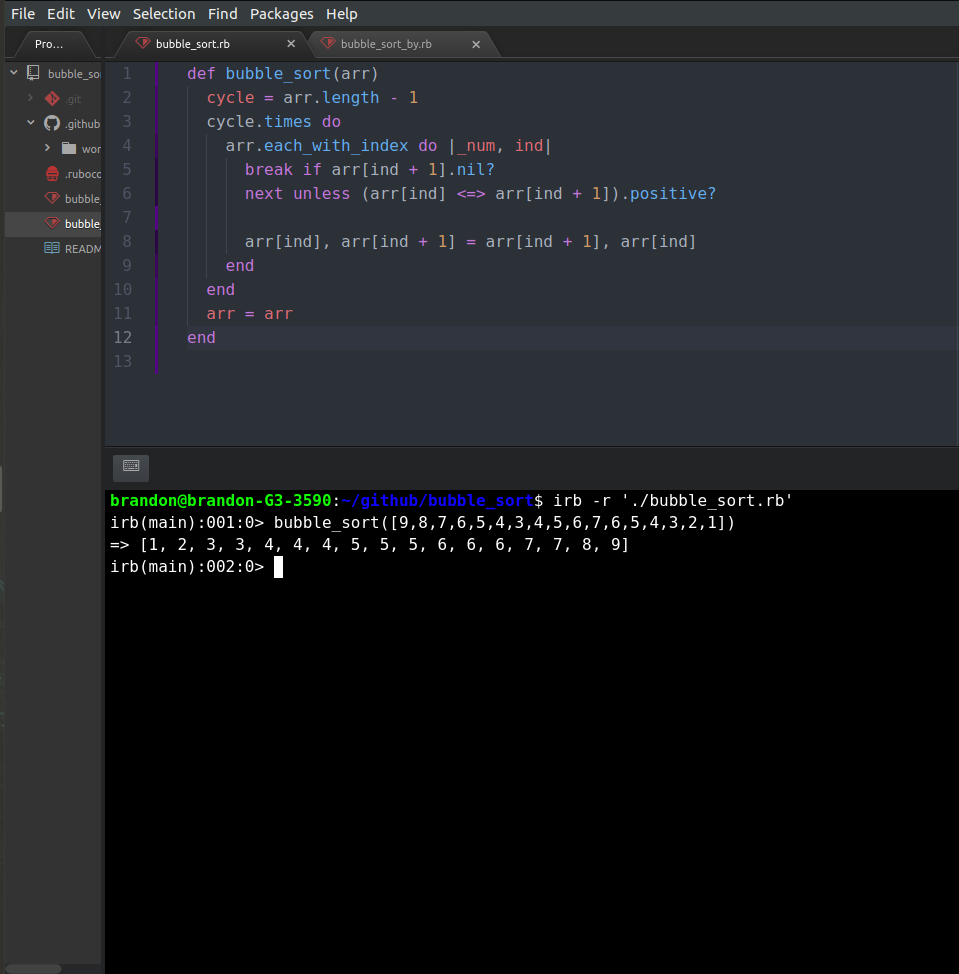 File Edit View Selection Find Packages Help
Pro... bubble_sort.rb bubble_sort_by.rb
bubble_so
.git
.github
wor
.ruboco
bubble_
bubble_
READM
1 def bubble_sort(arr)
2 cycle = arr.length - 1
3 cycle.times do
4 arr.each_with_index do |_num, ind|
5 break if arr[ind + 1].nil?
6 next unless (arr[ind] <=> arr[ind + 1]).positive?
7
8 arr[ind], arr[ind + 1] = arr[ind + 1], arr[ind]
9 end
10 end
11 arr = arr
12 end
13
brandon@brandon-G3-3590:~/github/bubble_sort$ irb -r './bubble_sort.rb'
irb(main):001:0> bubble_sort([9,8,7,6,5,4,3,4,5,6,7,6,5,4,3,2,1])
=> [1, 2, 3, 3, 4, 4, 4, 5, 5, 5, 6, 6, 6, 7, 7, 8, 9]
irb(main):002:0>